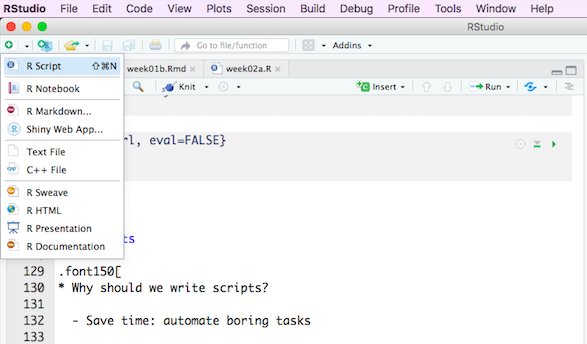 RStudio File Edit Code View Plots Session Build Debug Profile Tools Window Help
RStudio
Go to file/function Addins
R Script ⇧⌘N
week01b.Rmd × week02a.R ×
R Notebook
Knit Insert Run
R Markdown...
Shiny Web App...
rl, eval=FALSE}
Text File
C++ File
R Sweave
R HTML
R Presentation
ts
R Documentation
129 .font150[
130 * Why should we write scripts?
131
132 - Save time: automate boring tasks
133